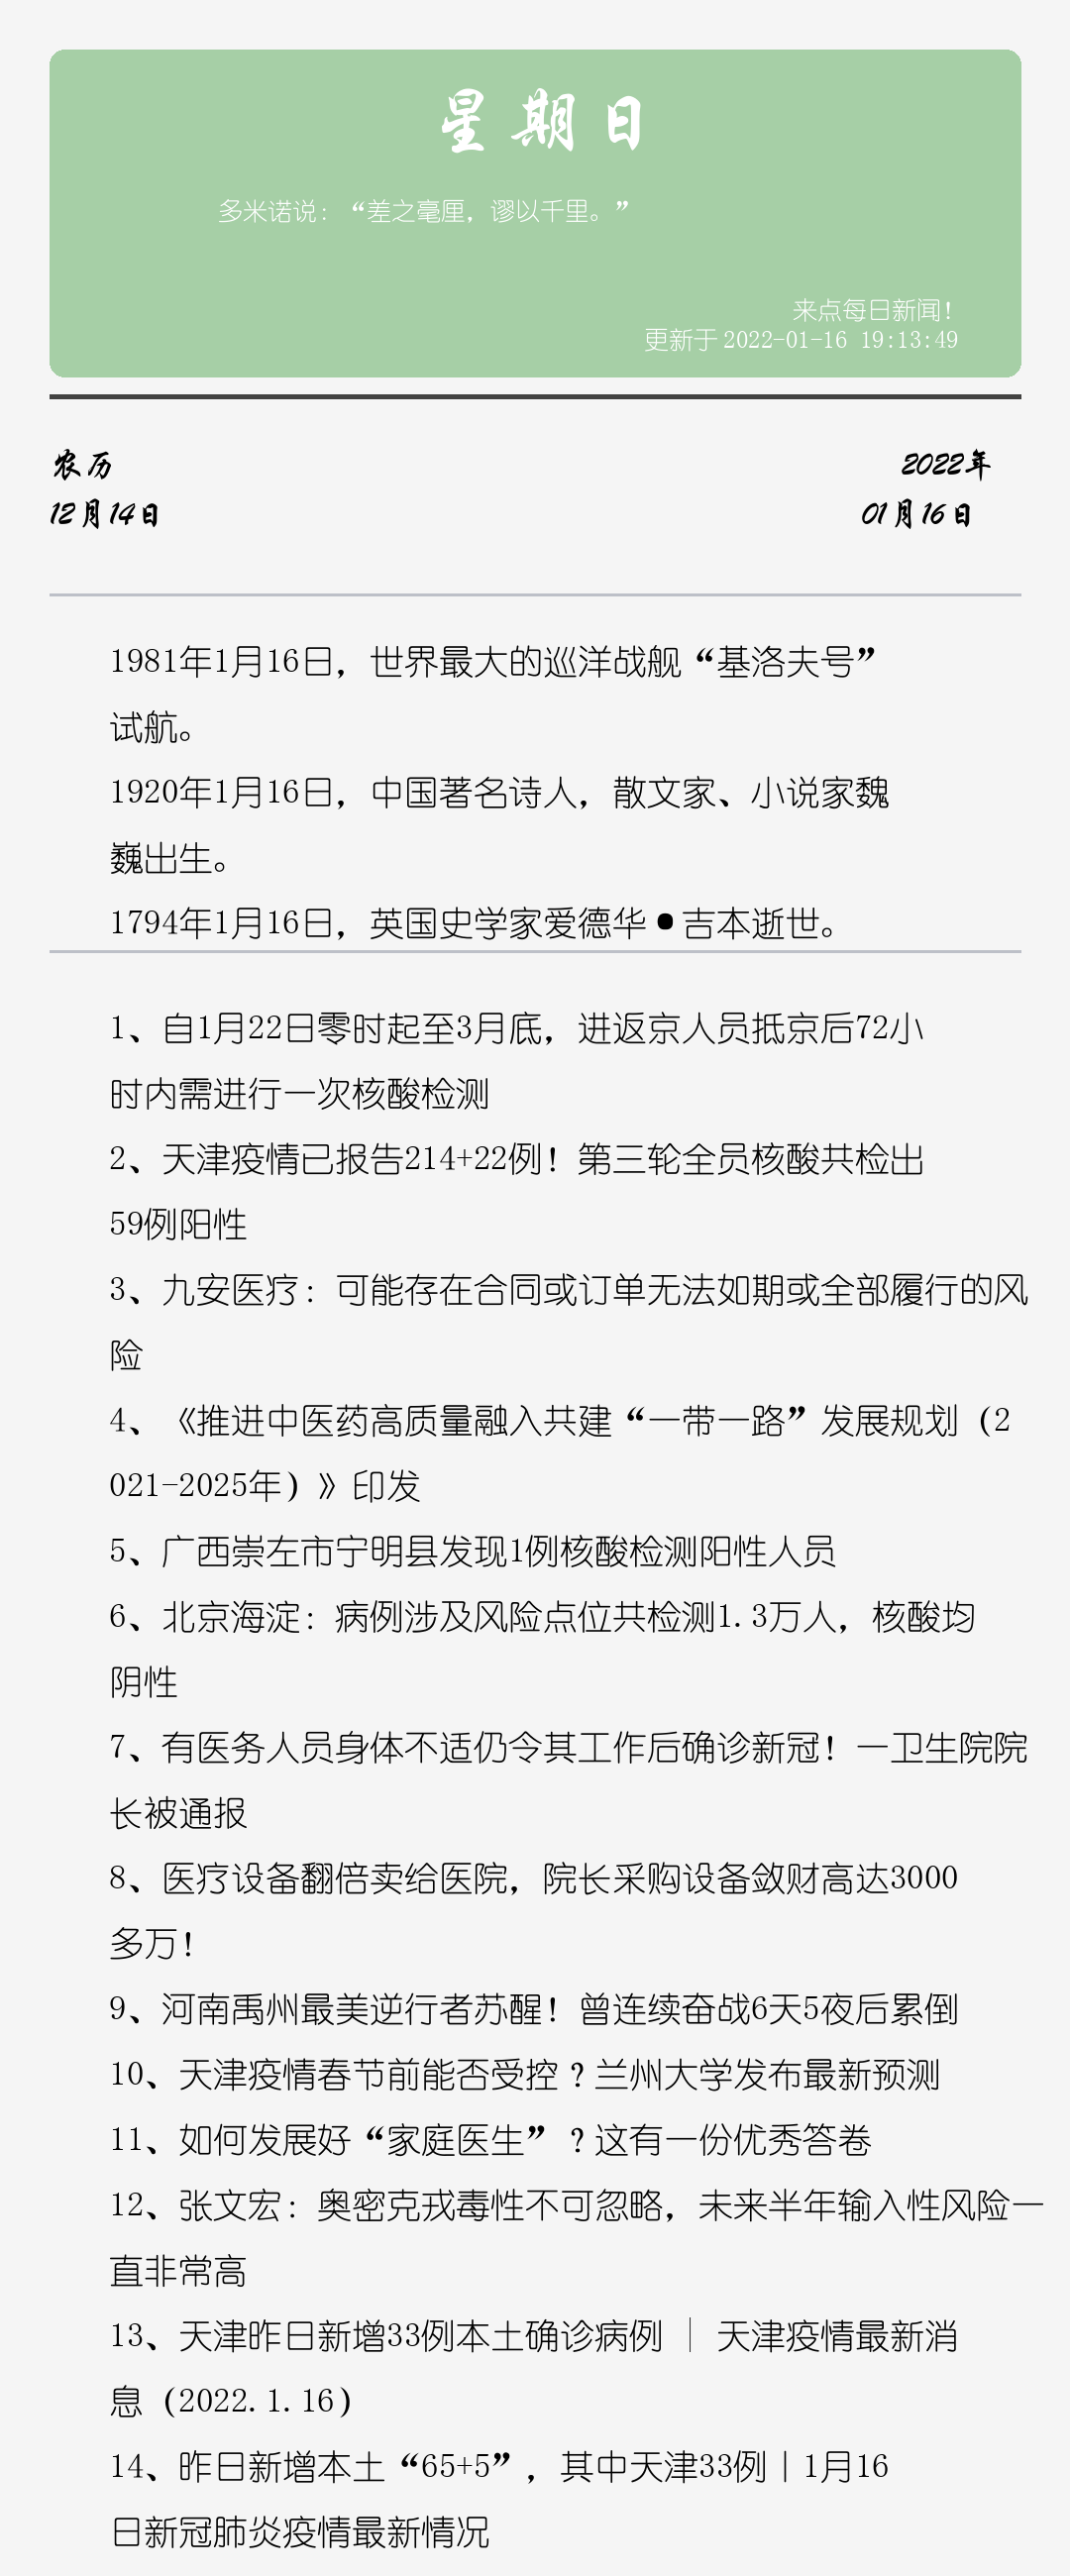 星期日
多米诺说：“差之毫厘，谬以千里。”
来点每日新闻！
更新于 2022-01-16 19:13:49
农历
2022年
12月14日
01月16日
1981年1月16日，世界最大的巡洋战舰“基洛夫号”
试航。
1920年1月16日，中国著名诗人，散文家、小说家魏
巍出生。
1794年1月16日，英国史学家爱德华•吉本逝世。
1、自1月22日零时起至3月底，进返京人员抵京后72小
时内需进行一次核酸检测
2、天津疫情已报告214+22例！第三轮全员核酸共检出
59例阳性
3、九安医疗：可能存在合同或订单无法如期或全部履行的风
险
4、《推进中医药高质量融入共建“一带一路”发展规划（2
021-2025年）》印发
5、广西崇左市宁明县发现1例核酸检测阳性人员
6、北京海淀：病例涉及风险点位共检测1.3万人，核酸均
阴性
7、有医务人员身体不适仍令其工作后确诊新冠！一卫生院院
长被通报
8、医疗设备翻倍卖给医院，院长采购设备敛财高达3000
多万！
9、河南禹州最美逆行者苏醒！曾连续奋战6天5夜后累倒
10、天津疫情春节前能否受控？兰州大学发布最新预测
11、如何发展好“家庭医生”？这有一份优秀答卷
12、张文宏：奥密克戎毒性不可忽略，未来半年输入性风险一
直非常高
13、天津昨日新增33例本土确诊病例 │ 天津疫情最新消
息（2022.1.16）
14、昨日新增本土“65+5”，其中天津33例丨1月16
日新冠肺炎疫情最新情况